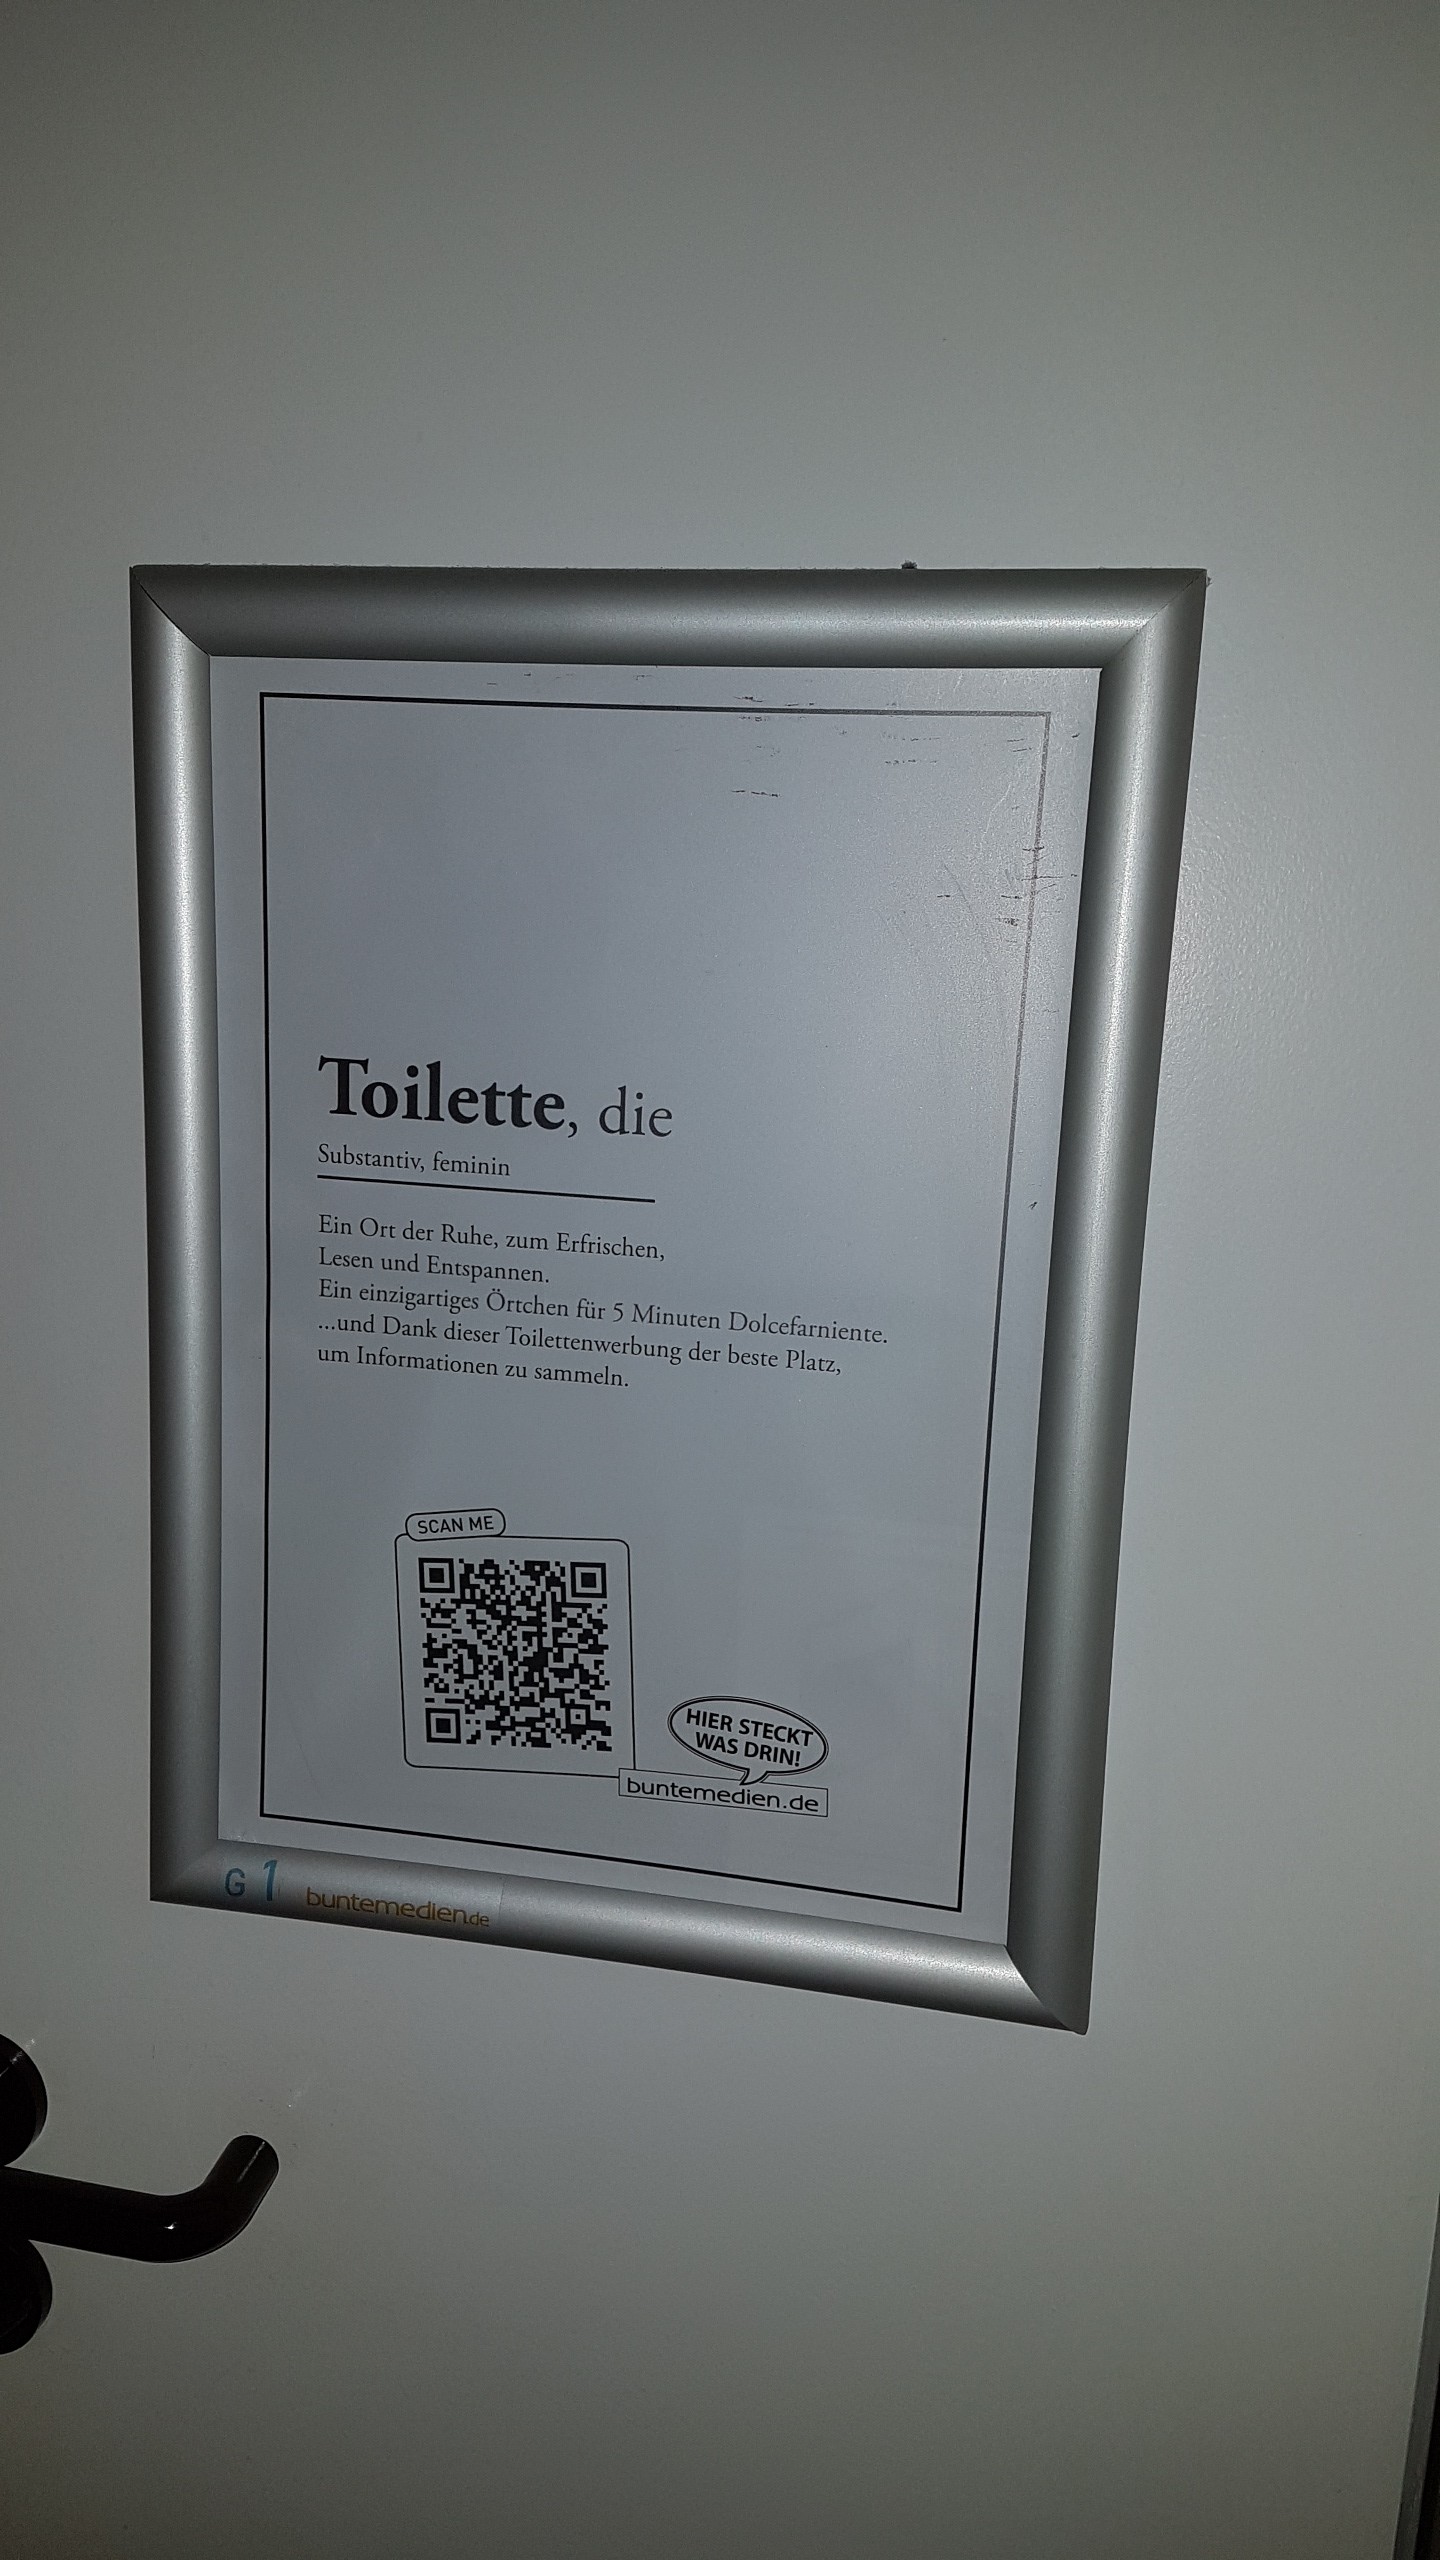 Toilette, die
Substantiv, feminin
Ein Ort der Ruhe, zum Erfrischen,
Lesen und Entspannen.
Ein einzigartiges Örtchen für 5 Minuten Dolcefarniente.
...und Dank dieser Toilettenwerbung der beste Platz,
um Informationen zu sammeln.
SCAN ME
HIER STECKT
WAS DRIN!
buntemedien.de
G 1 buntemedien.de